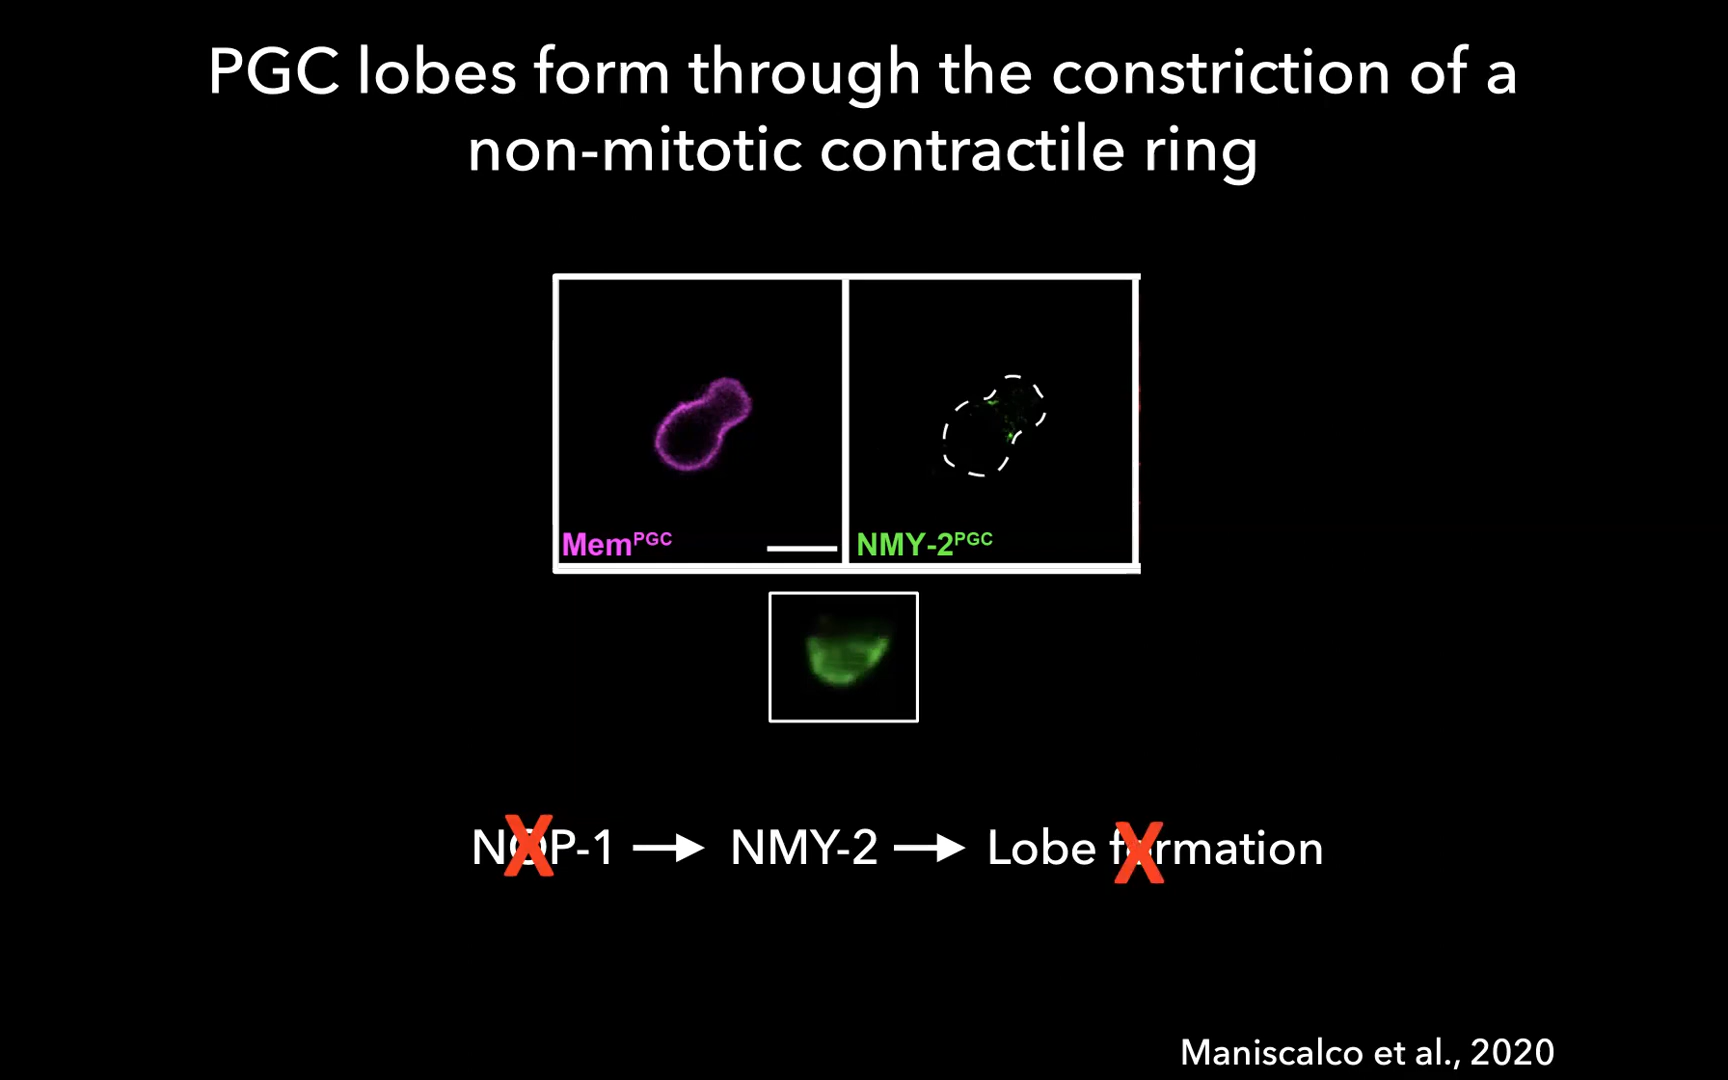 PGC lobes form through the constriction of a
non-mitotic contractile ring
MemPGC
NMY-2PGC
NOP-1 → NMY-2 → Lobe formation
Maniscalco et al., 2020